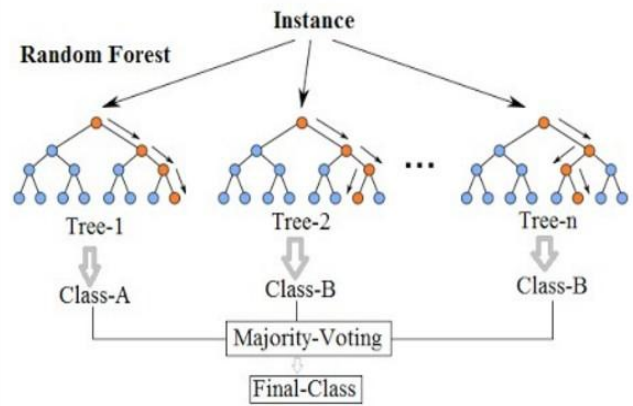 Instance
Random Forest
...
Tree-1
Tree-2
Tree-n
Class-A
Class-B
Class-B
Majority-Voting
Final-Class